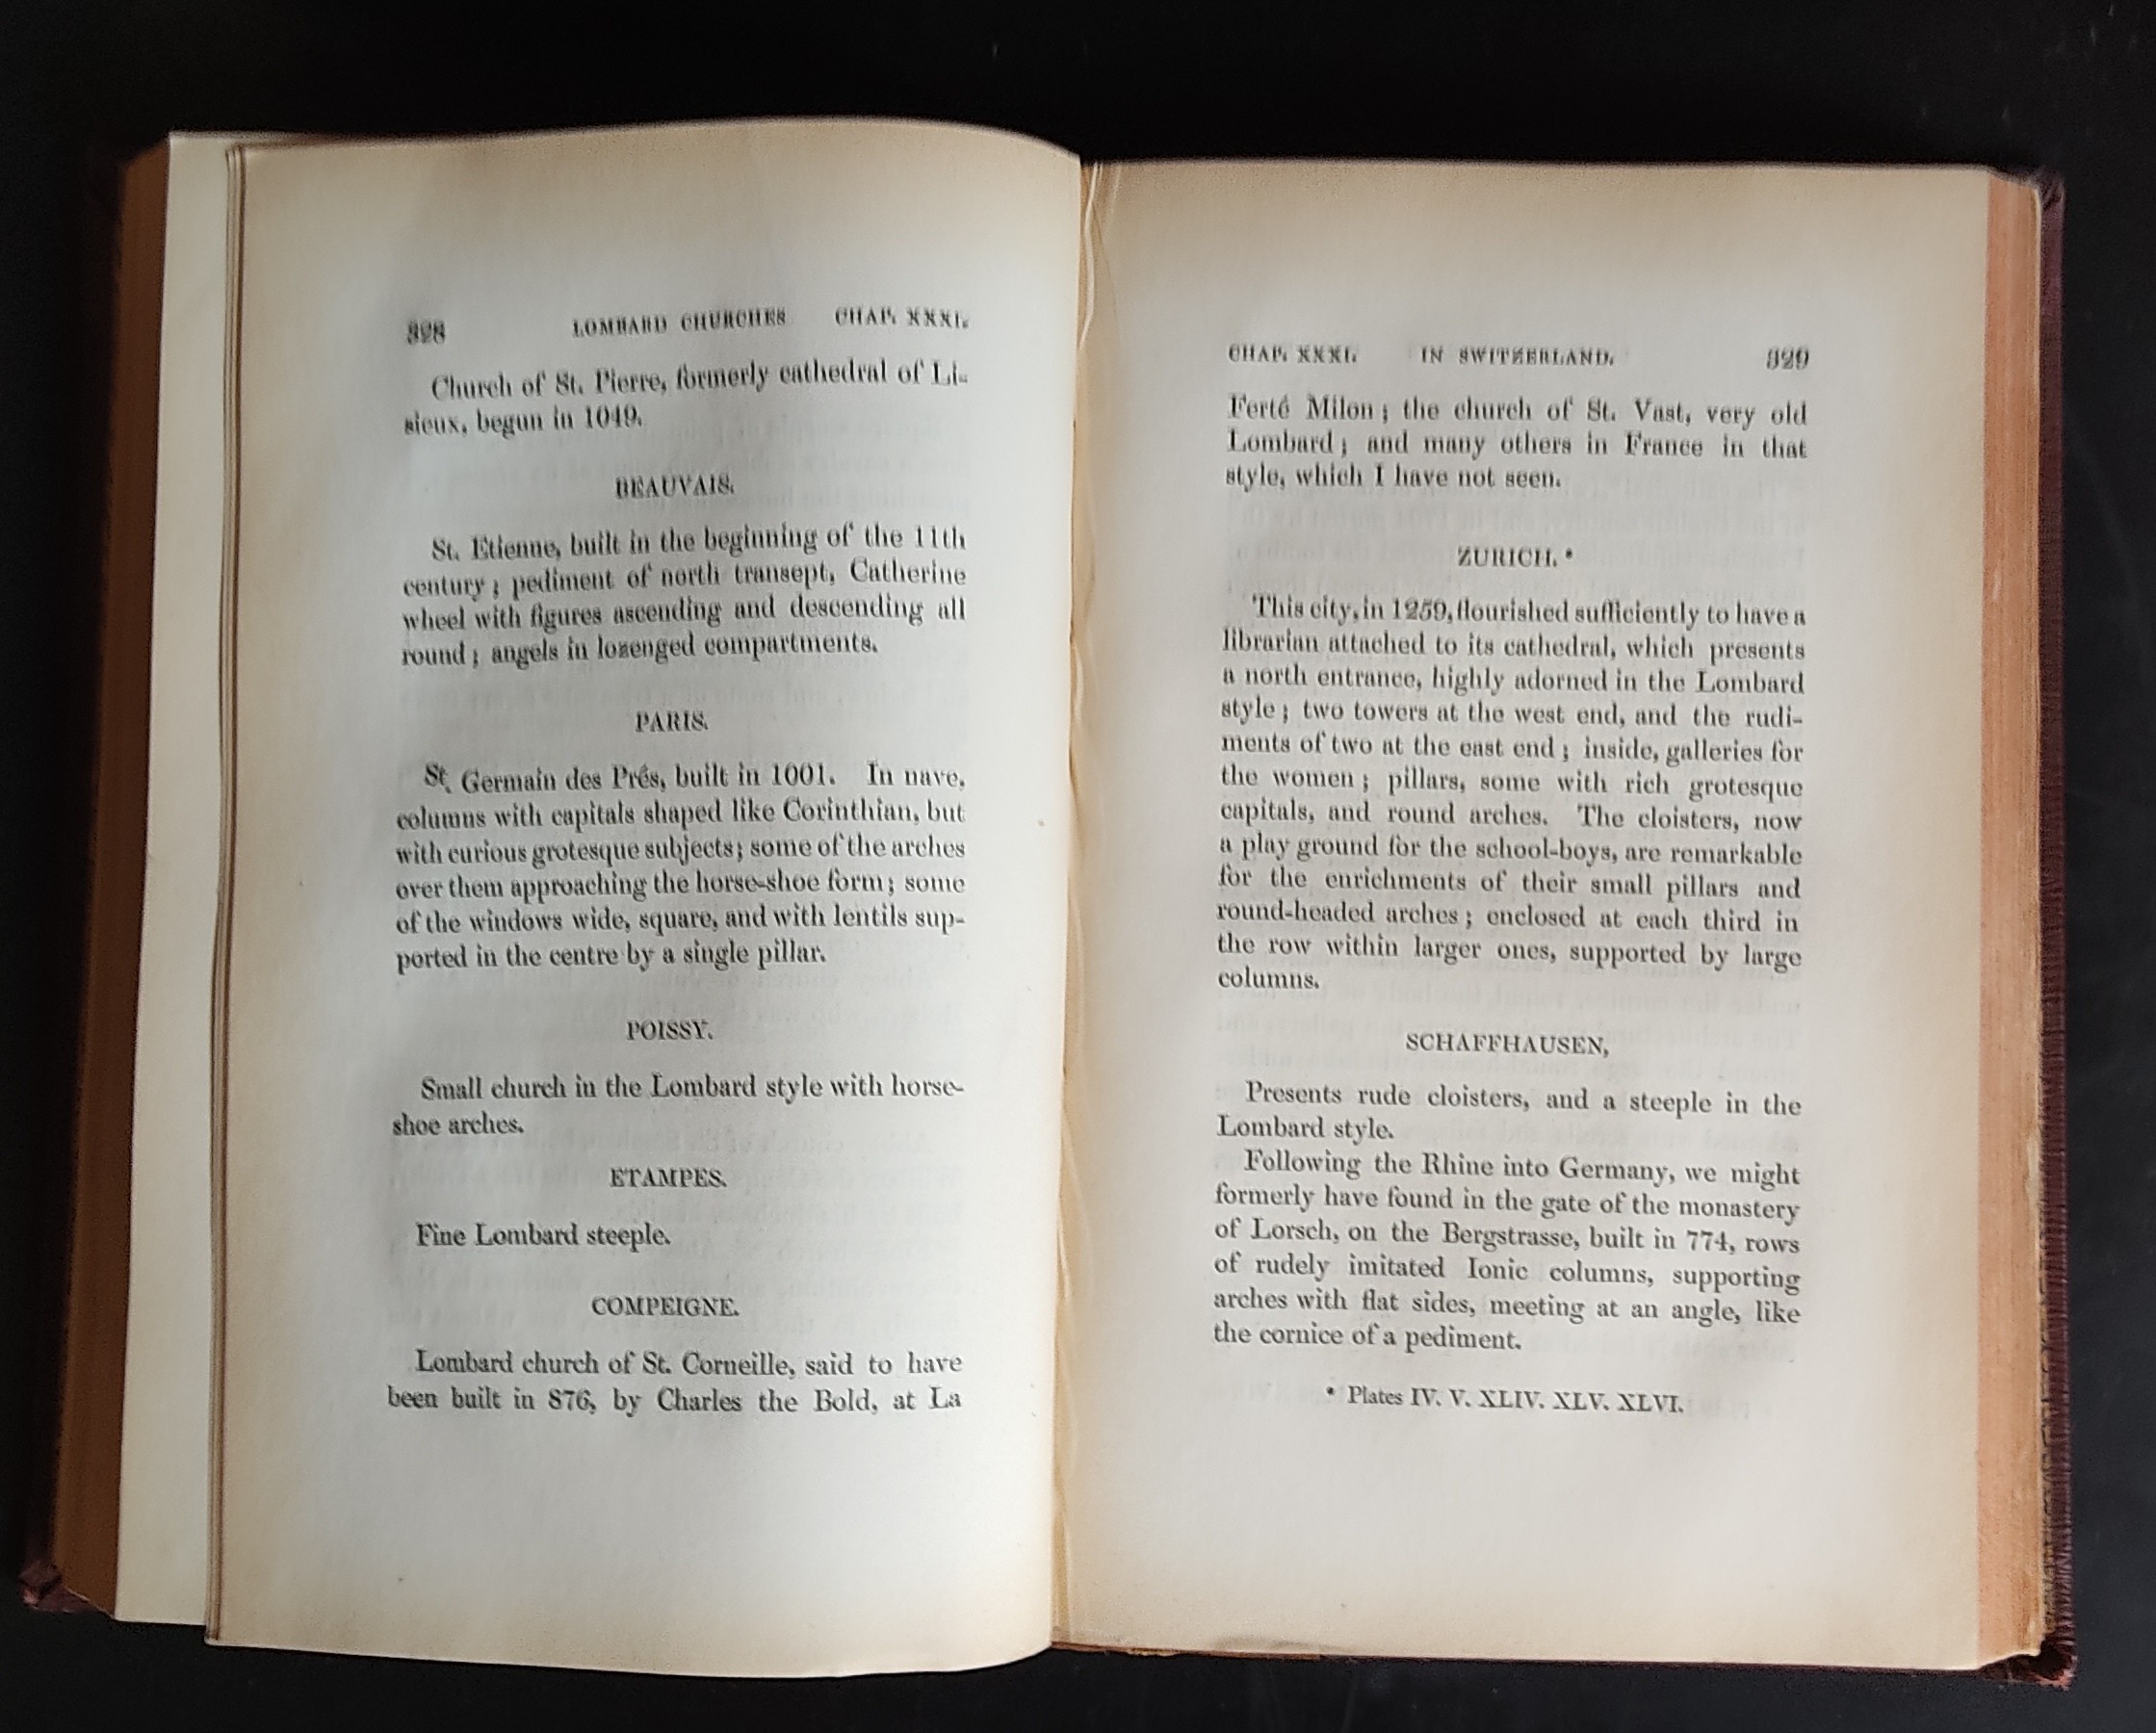 328 LOMBARD CHURCHES CHAP. XXXI.
Church of St. Pierre, formerly cathedral of Li-
sieux, begun in 1049.
BEAUVAIS.
St. Etienne, built in the beginning of the 11th
century; pediment of north transept, Catherine
wheel with figures ascending and descending all
round; angels in lozenged compartments.
PARIS.
St. Germain des Prés, built in 1001. In nave,
columns with capitals shaped like Corinthian, but
with curious grotesque subjects; some of the arches
over them approaching the horse-shoe form; some
of the windows wide, square, and with lentils sup-
ported in the centre by a single pillar.
POISSY.
Small church in the Lombard style with horse-
shoe arches.
ETAMPES.
Fine Lombard steeple.
COMPEIGNE.
Lombard church of St. Corneille, said to have
been built in 876, by Charles the Bold, at La
CHAP. XXXI. IN SWITZERLAND. 329
Ferté Milon; the church of St. Vast, very old
Lombard; and many others in France in that
style, which I have not seen.
ZURICH.*
This city, in 1259, flourished sufficiently to have a
librarian attached to its cathedral, which presents
a north entrance, highly adorned in the Lombard
style; two towers at the west end, and the rudi-
ments of two at the east end; inside, galleries for
the women; pillars, some with rich grotesque
capitals, and round arches. The cloisters, now
a play ground for the school-boys, are remarkable
for the enrichments of their small pillars and
round-headed arches; enclosed at each third in
the row within larger ones, supported by large
columns.
SCHAFFHAUSEN,
Presents rude cloisters, and a steeple in the
Lombard style.
Following the Rhine into Germany, we might
formerly have found in the gate of the monastery
of Lorsch, on the Bergstrasse, built in 774, rows
of rudely imitated Ionic columns, supporting
arches with flat sides, meeting at an angle, like
the cornice of a pediment.
* Plates IV. V. XLIV. XLV. XLVI.